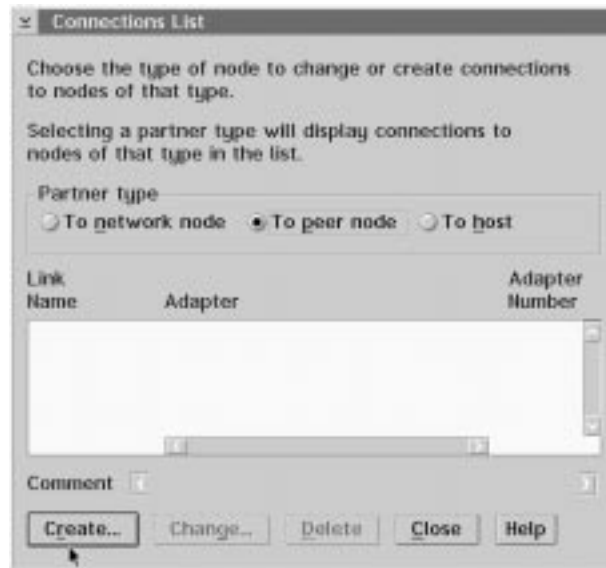 Connections List
Choose the type of node to change or create connections
to nodes of that type.
Selecting a partner type will display connections to
nodes of that type in the list.
Partner type
To network node To peer node To host
Link
Name Adapter Adapter
Number
Comment
Create... Change... Delete Close Help